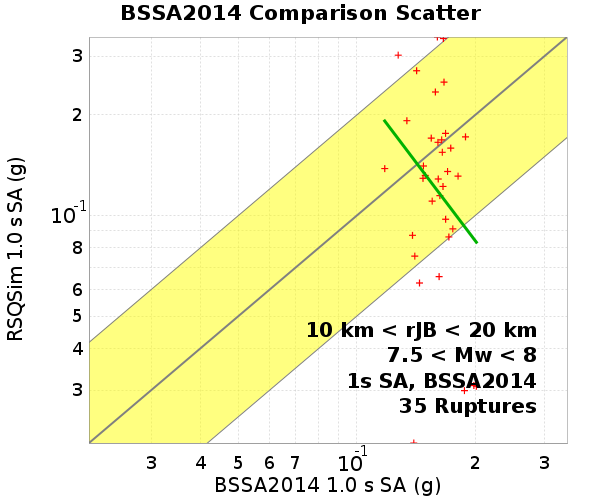 BSSA2014 Comparison Scatter
RSQSim 1.0 s SA (g)
3
2
10^-1
8
6
5
4
3
10 km < rJB < 20 km
7.5 < Mw < 8
1s SA, BSSA2014
35 Ruptures
3 4 5 6 7 10^-1 2 3
BSSA2014 1.0 s SA (g)